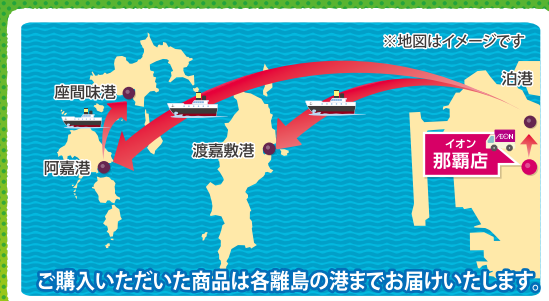 ※地図はイメージです
泊港
座間味港
イオン
那覇店
AEON
渡嘉敷港
阿嘉港
ご購入いただいた商品は各離島の港までお届けいたします。